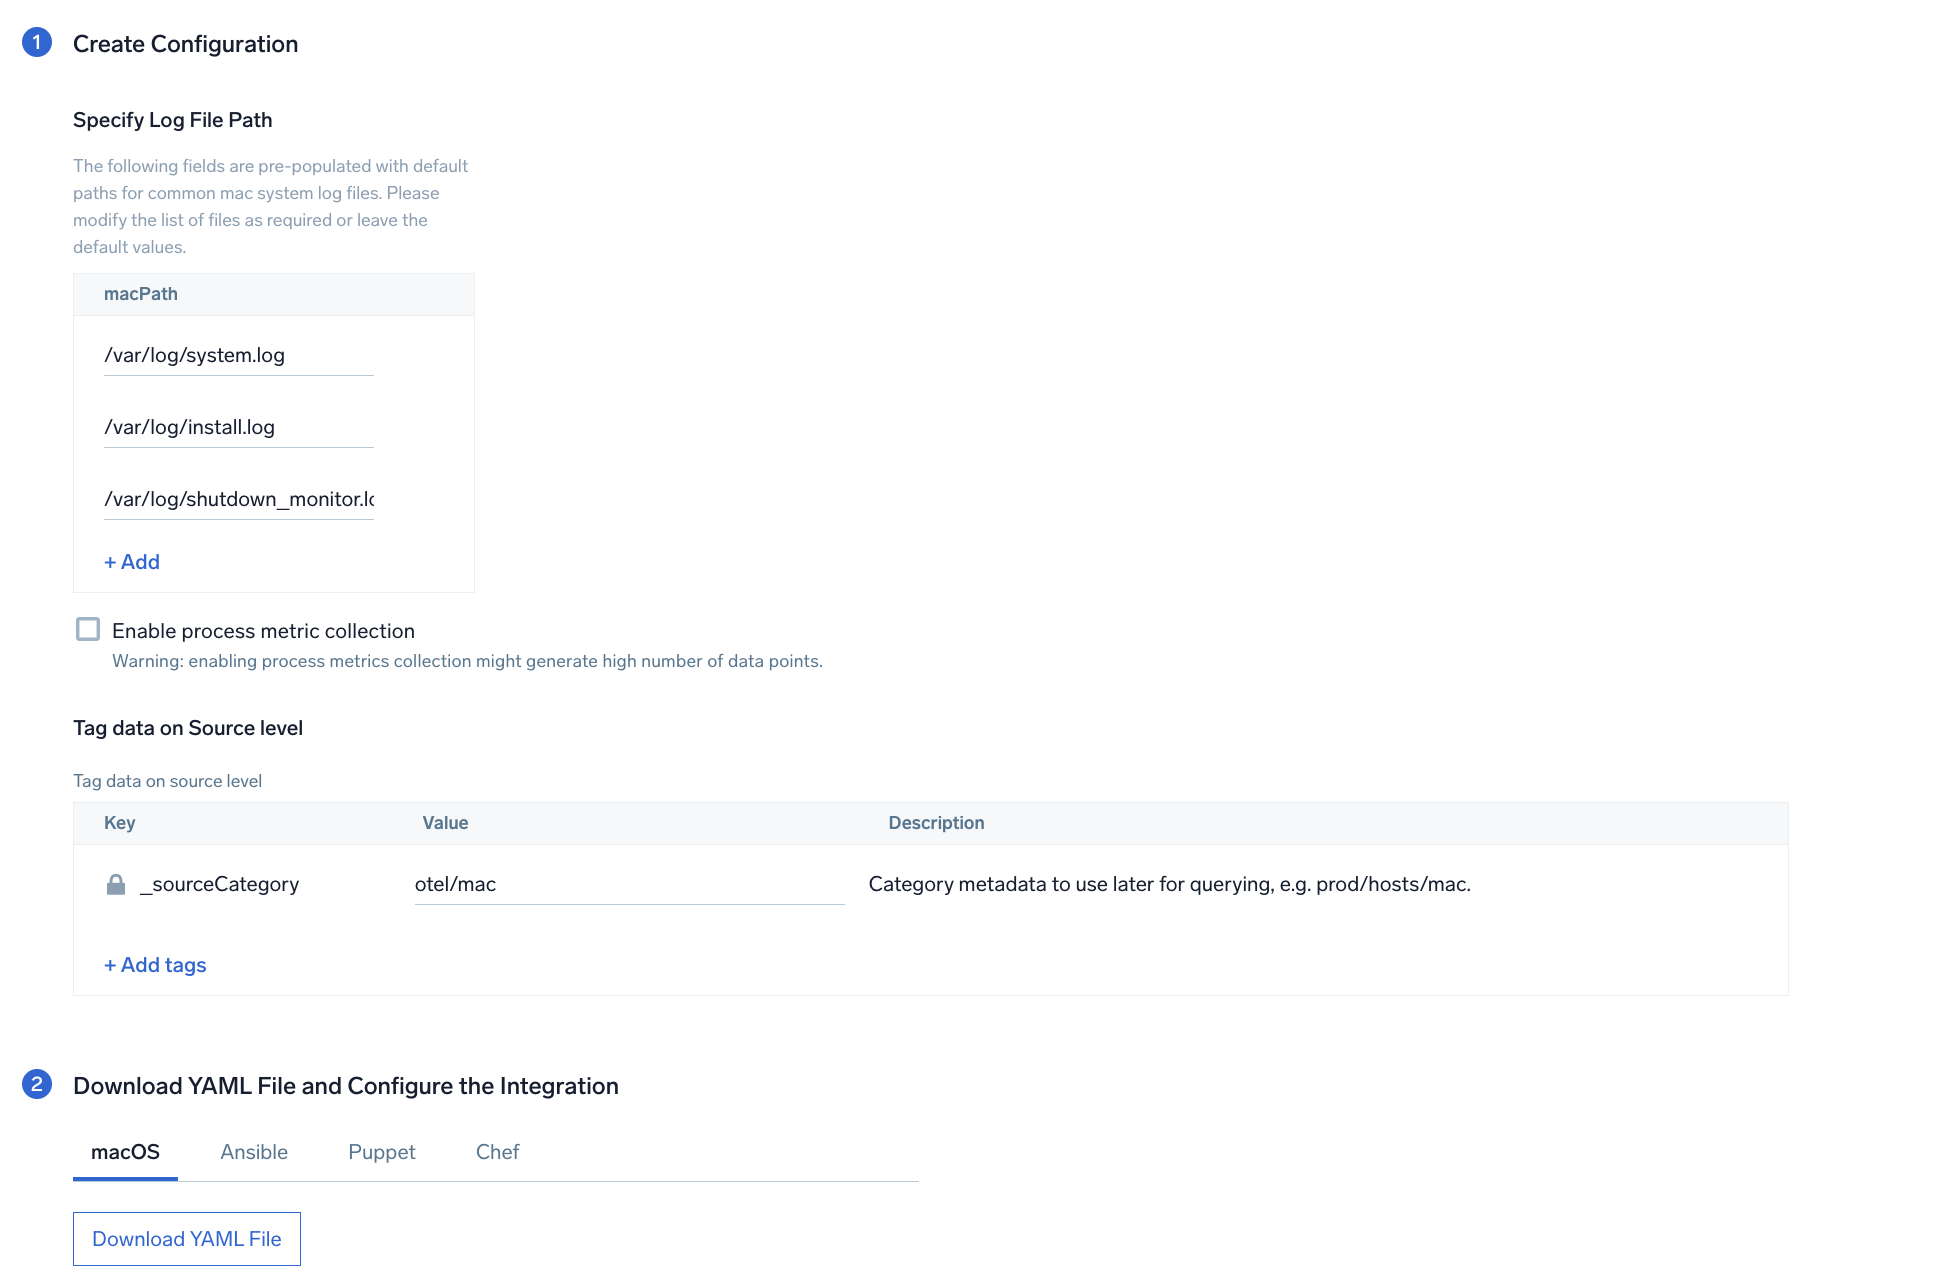 1 Create Configuration
Specify Log File Path
The following fields are pre-populated with default
paths for common mac system log files. Please
modify the list of files as required or leave the
default values.
macPath
/var/log/system.log
/var/log/install.log
/var/log/shutdown_monitor.lo
+ Add
Enable process metric collection
Warning: enabling process metrics collection might generate high number of data points.
Tag data on Source level
Tag data on source level
Key Value Description
_sourceCategory otel/mac Category metadata to use later for querying, e.g. prod/hosts/mac.
+ Add tags
2 Download YAML File and Configure the Integration
macOS Ansible Puppet Chef
Download YAML File